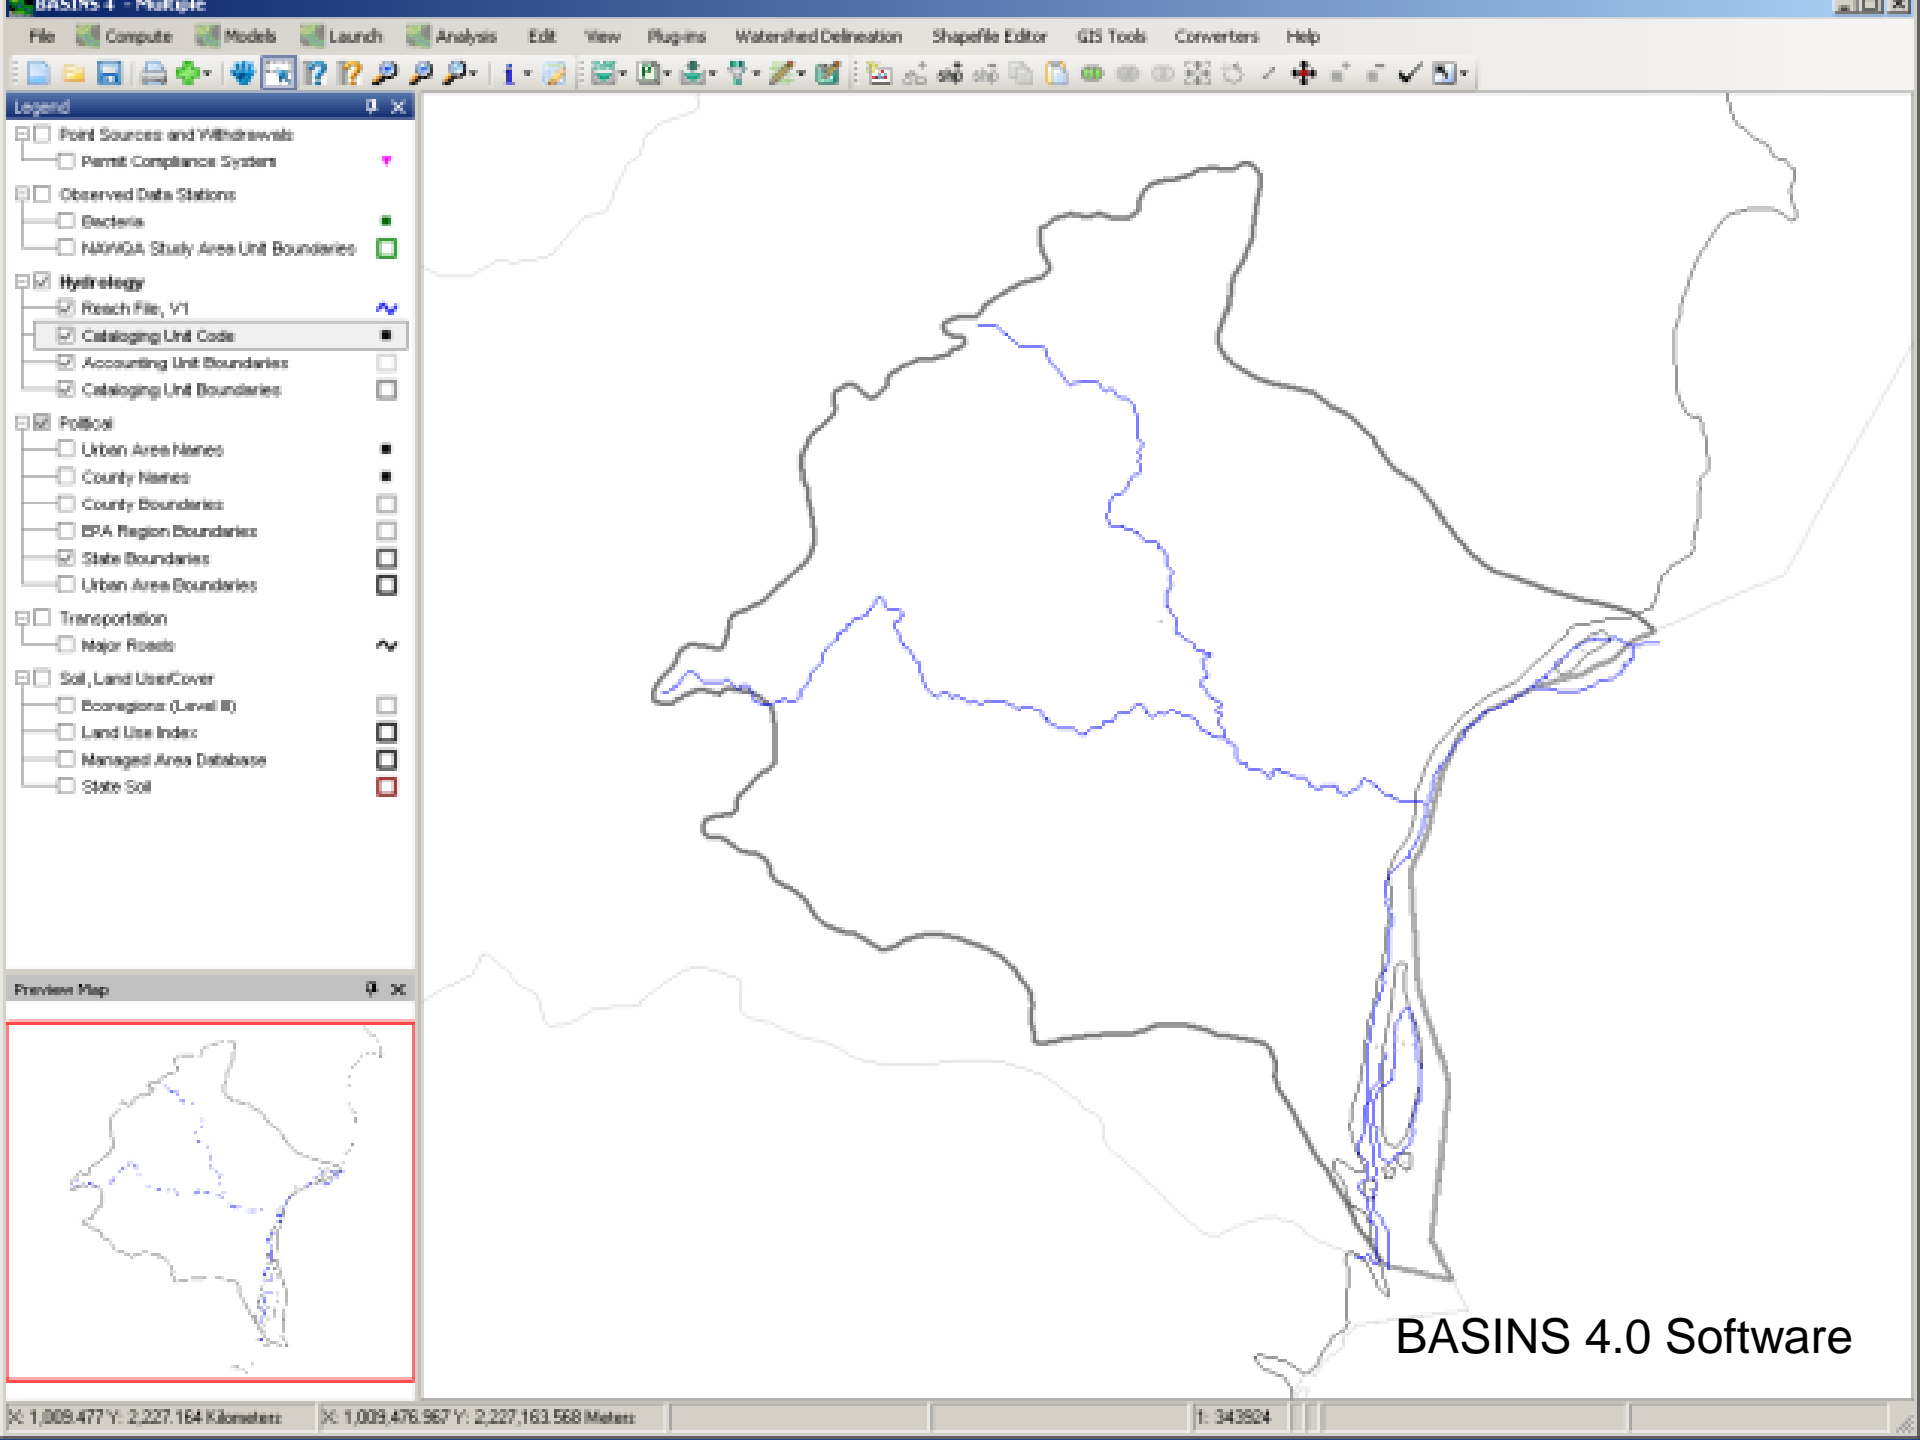 BASINS 4 - Multiple
File Compute Models Launch Analysis Edit View Plug-ins Watershed Delineation Shapefile Editor GIS Tools Converters Help
Legend
Point Sources and Withdrawals
Permit Compliance System
Observed Data Stations
Bacteria
NAWQA Study Area Unit Boundaries
Hydrology
Reach File, V1
Cataloging Unit Code
Accounting Unit Boundaries
Cataloging Unit Boundaries
Political
Urban Area Names
County Names
County Boundaries
EPA Region Boundaries
State Boundaries
Urban Area Boundaries
Transportation
Major Roads
Soil, Land Use/Cover
Ecoregions (Level III)
Land Use Index
Managed Area Database
State Soil
Preview Map
BASINS 4.0 Software
X: 1,009.477 Y: 2,227.164 Kilometers X: 1,009,476.967 Y: 2,227,163.568 Meters 1: 343924